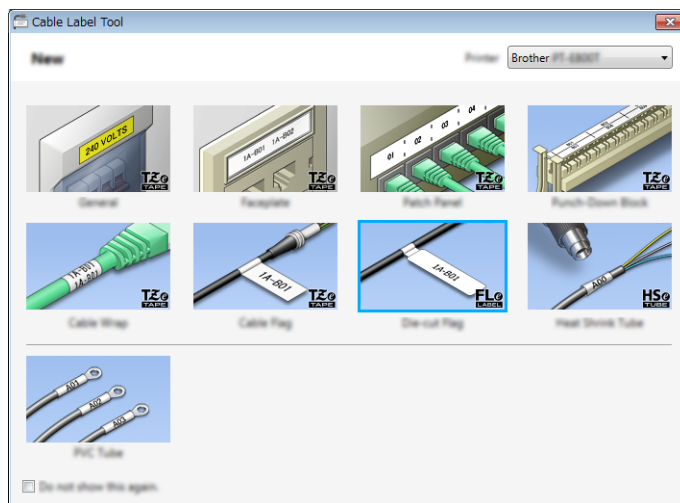 Cable Label Tool
New
Printer Brother PT-E800T
240 VOLTS
TZe TAPE
General
1A-B01 1A-B02
TZe TAPE
Faceplate
01 02 03 04
TZe TAPE
Patch Panel
TZe TAPE
Punch-Down Block
1A-B01
1A-B01
TZe TAPE
Cable Wrap
1A-B01
TZe TAPE
Cable Flag
1A-B01
FLe LABEL
Die-cut Flag
A00
HSe TUBE
Heat Shrink Tube
A01
A02
A03
PVC Tube
Do not show this again.